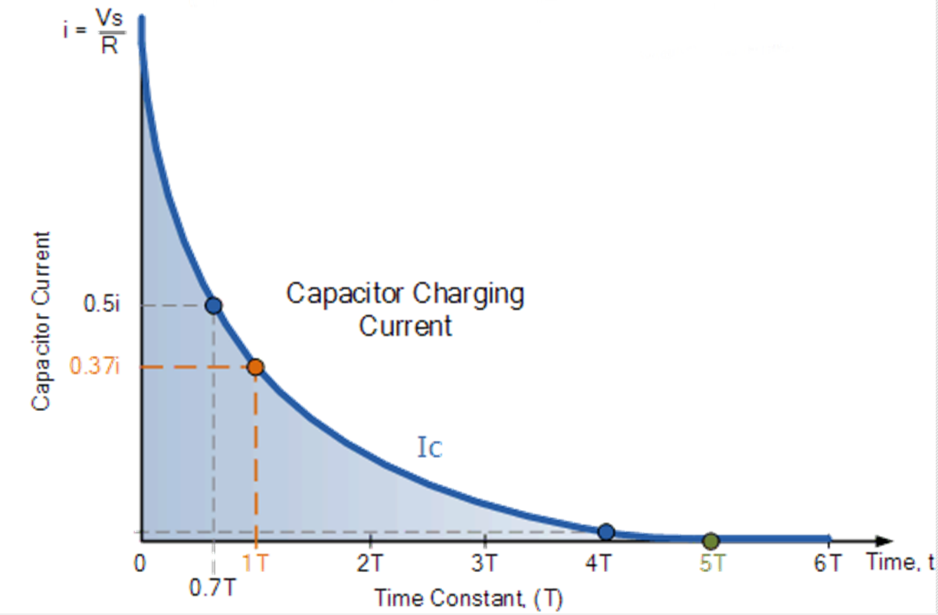 i = Vs
R
Capacitor Current
0.5i
0.37i
Capacitor Charging
Current
Ic
0
0.7T
1T
2T
3T
4T
5T
6T
Time, t
Time Constant, (T)